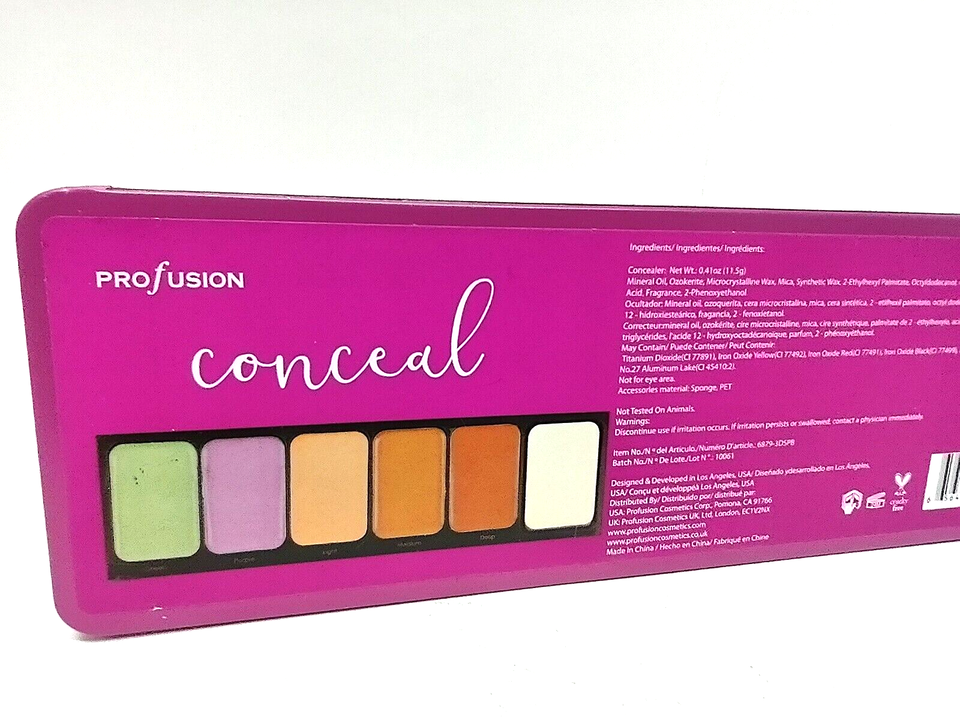 PROFUSION
conceal
Green
Purple
Light
Medium
Deep
Ingredients/ Ingredientes/ Ingrédients:
Concealer: Net Wt.: 0.41oz (11.5g)
Mineral Oil, Ozokerite, Microcrystalline Wax, Mica, Synthetic Wax, 2-Ethylhexyl Palmitate, Octyldodecanol,
Acid, Fragrance, 2-Phenoxyethanol
Ocultador: Mineral oil, ozoquerita, cera microcristalina, mica, cera sintética, 2 - etilhexil palmitato, octyl
12 - hidroxiesteárico, fragancia, 2 - fenoxietanol
Correcteur:mineral oil, ozokérite, cire microcristalline, mica, cire synthétique, palmitate de 2 - éthylhexyle,
triglycérides, l'acide 12 - hydroxyoctadécanoïque, parfum, 2 - phénoxyéthanol.
May Contain/ Puede Contener/ Peut Contenir:
Titanium Dioxide(CI 77891), Iron Oxide Yellow(CI 77492), Iron Oxide Red(CI 77491), Iron Oxide Black(CI 77499),
No.27 Aluminum Lake(CI 45410:2).
Not for eye area.
Accessories material: Sponge, PET
Not Tested On Animals.
Warnings:
Discontinue use if irritation occurs. If irritation persists or swallowed, contact a physician immediately.
Item No./N º del Articulo./Numéro D'article.: 6879-3DSPB
Batch No./N º De Lote./Lot N º.: 10061
Designed & Developed in Los Angeles, USA/ Diseñado ydesarrollado en Los Ángeles,
USA/ Conçu et développéà Los Angeles, USA
Distributed By/ Distribuido por/ distribué par:
USA: Profusion Cosmetics Corp., Pomona, CA 91766
UK: Profusion Cosmetics UK, Ltd, London, EC1V2NX
www.profusioncosmetics.com
www.profusioncosmetics.co.uk
Made In China / Hecho en China/ Fabriqué en Chine
cruelty
free